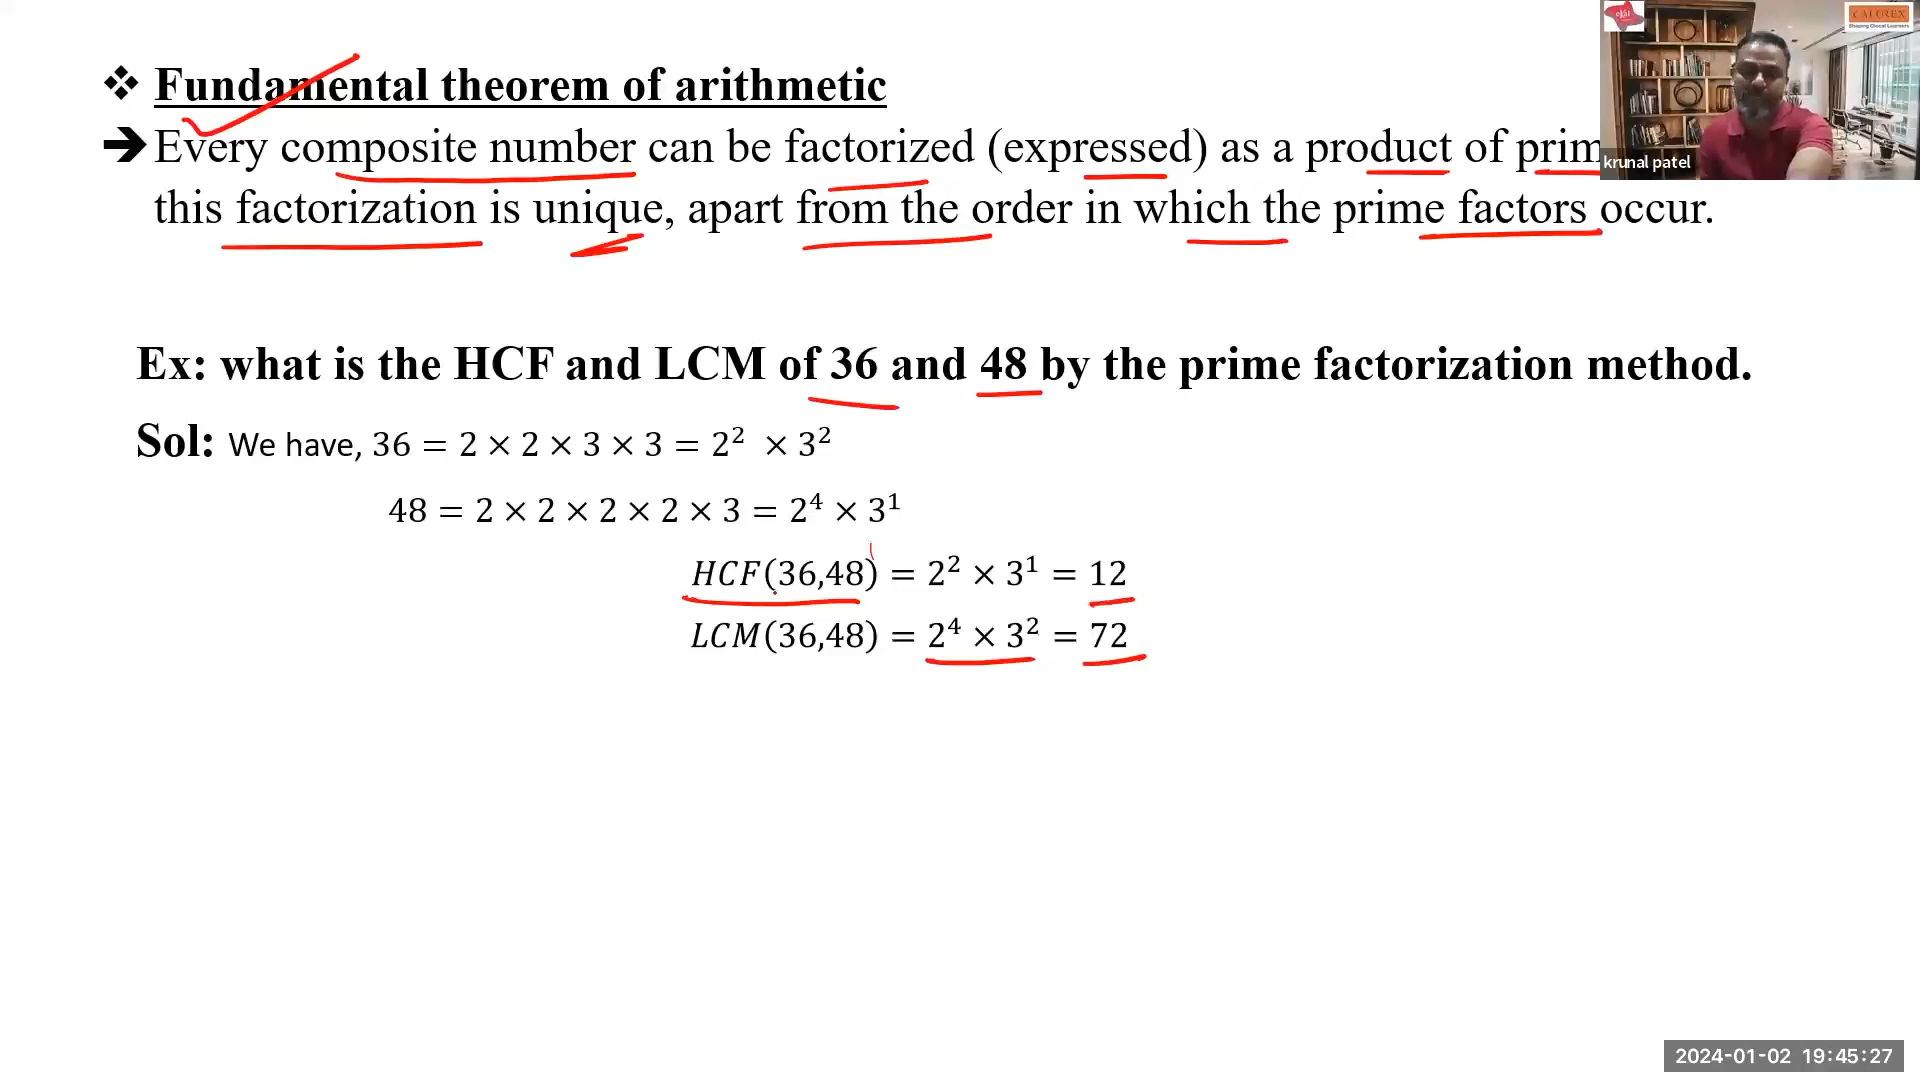 ❖ Fundamental theorem of arithmetic
➔ Every composite number can be factorized (expressed) as a product of prim
this factorization is unique, apart from the order in which the prime factors occur.
Ex: what is the HCF and LCM of 36 and 48 by the prime factorization method.
Sol: We have, 36 = 2 × 2 × 3 × 3 = 2² × 3²
48 = 2 × 2 × 2 × 2 × 3 = 2⁴ × 3¹
HCF(36,48) = 2² × 3¹ = 12
LCM(36,48) = 2⁴ × 3² = 72
krunal patel
CALOREX
Shaping Global Learners
2024-01-02 19:45:27